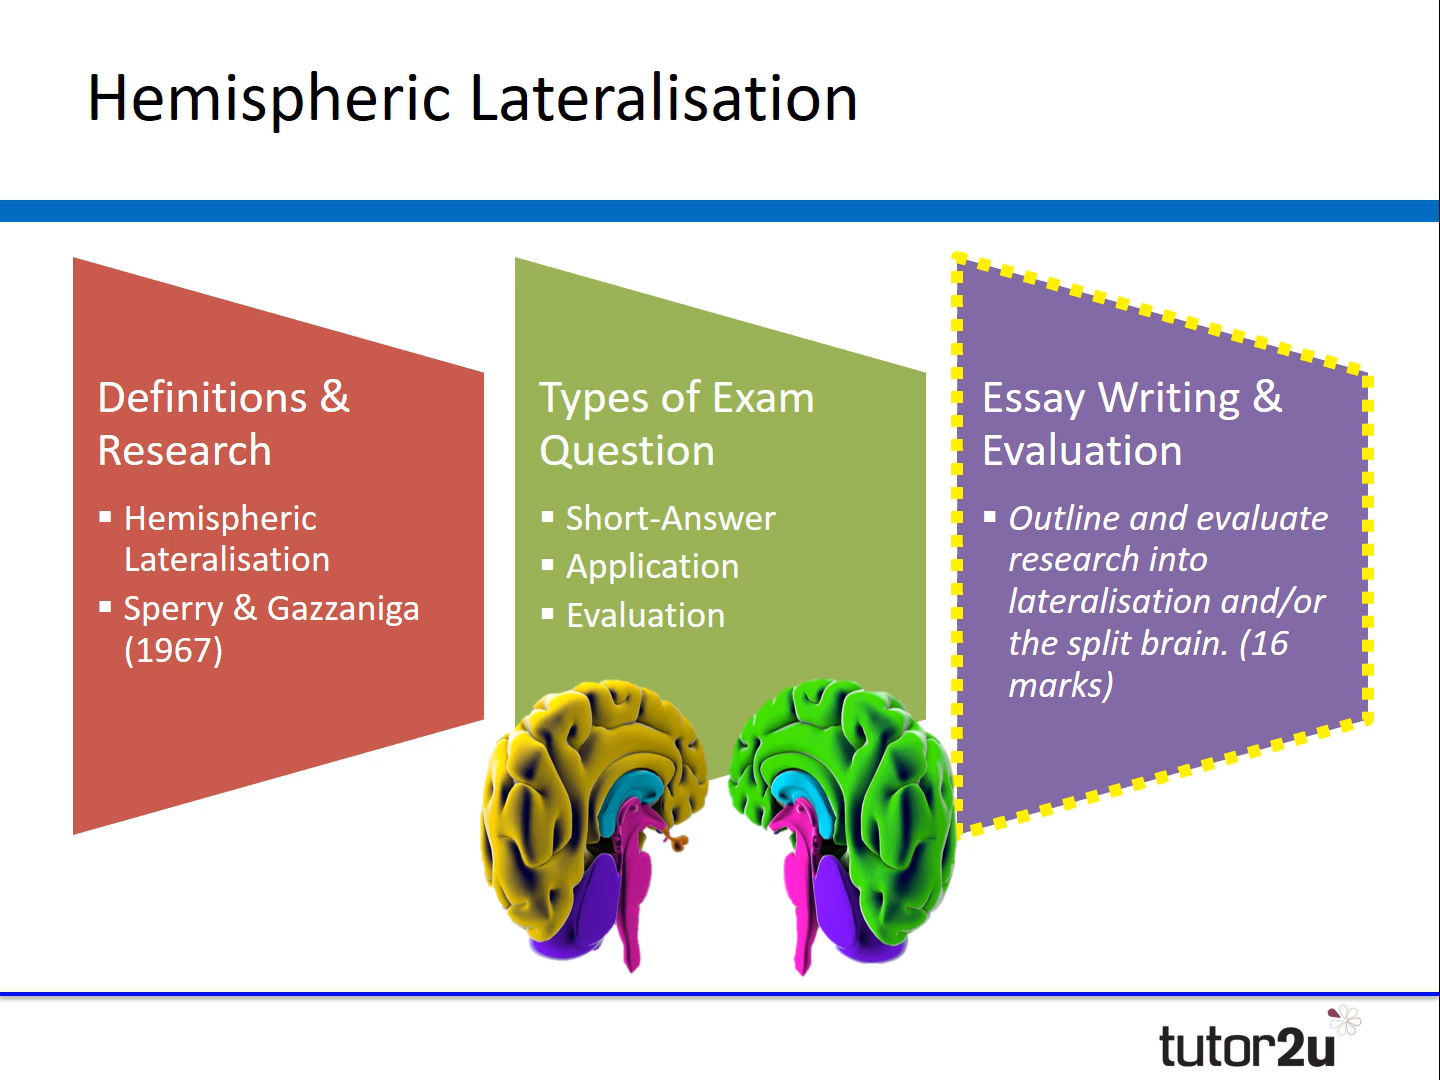 Hemispheric Lateralisation
Definitions &
Research
▪ Hemispheric
Lateralisation
▪ Sperry & Gazzaniga
(1967)
Types of Exam
Question
▪ Short-Answer
▪ Application
▪ Evaluation
Essay Writing &
Evaluation
▪ Outline and evaluate
research into
lateralisation and/or
the split brain. (16
marks)
tutor2u